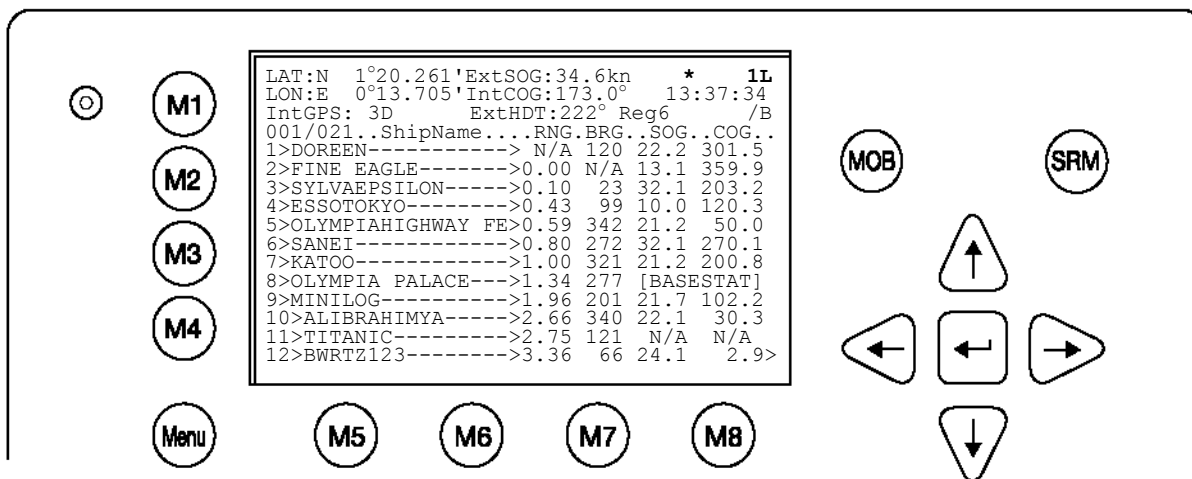 LAT:N  1°20.261'ExtSOG:34.6kn   *   1L
LON:E  0°13.705'IntCOG:173.0°  13:37:34
IntGPS: 3D     ExtHDT:222° Reg6     /B
001/021..ShipName....RNG.BRG..SOG..COG..
1>DOREEN-----------> N/A 120 22.2 301.5
2>FINE EAGLE------->0.00 N/A 13.1 359.9
3>SYLVAEPSILON----->0.10  23 32.1 203.2
4>ESSOTOKYO-------->0.43  99 10.0 120.3
5>OLYMPIAHIGHWAY FE>0.59 342 21.2  50.0
6>SANEI------------>0.80 272 32.1 270.1
7>KATOO------------>1.00 321 21.2 200.8
8>OLYMPIA PALACE--->1.34 277 [BASESTAT]
9>MINILOG---------->1.96 201 21.7 102.2
10>ALIBRAHIMYA----->2.66 340 22.1  30.3
11>TITANIC--------->2.75 121  N/A  N/A
12>BWRTZ123-------->3.36  66 24.1   2.9>
M1
M2
M3
M4
Menu
M5
M6
M7
M8
MOB
SRM